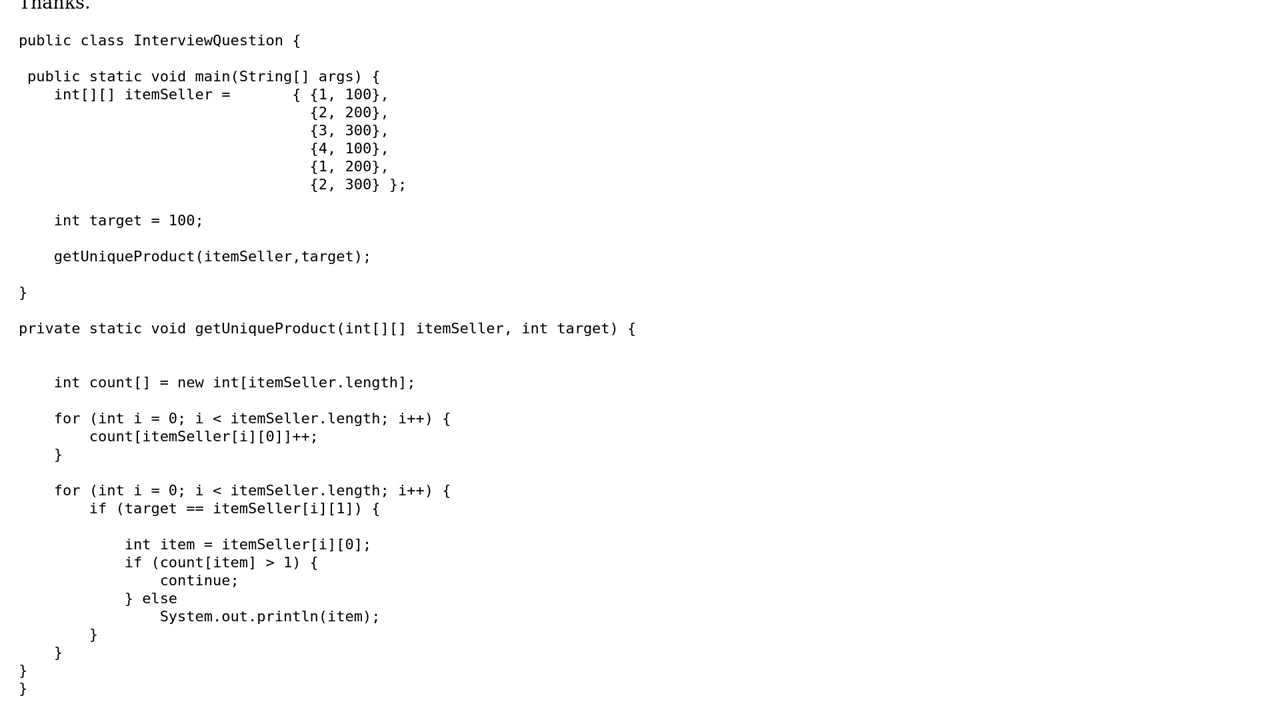 Thanks.
public class InterviewQuestion {
public static void main(String[] args) {
int[][] itemSeller = { {1, 100},
{2, 200},
{3, 300},
{4, 100},
{1, 200},
{2, 300} };
int target = 100;
getUniqueProduct(itemSeller,target);
}
private static void getUniqueProduct(int[][] itemSeller, int target) {
int count[] = new int[itemSeller.length];
for (int i = 0; i < itemSeller.length; i++) {
count[itemSeller[i][0]]++;
}
for (int i = 0; i < itemSeller.length; i++) {
if (target == itemSeller[i][1]) {
int item = itemSeller[i][0];
if (count[item] > 1) {
continue;
} else
System.out.println(item);
}
}
}
}